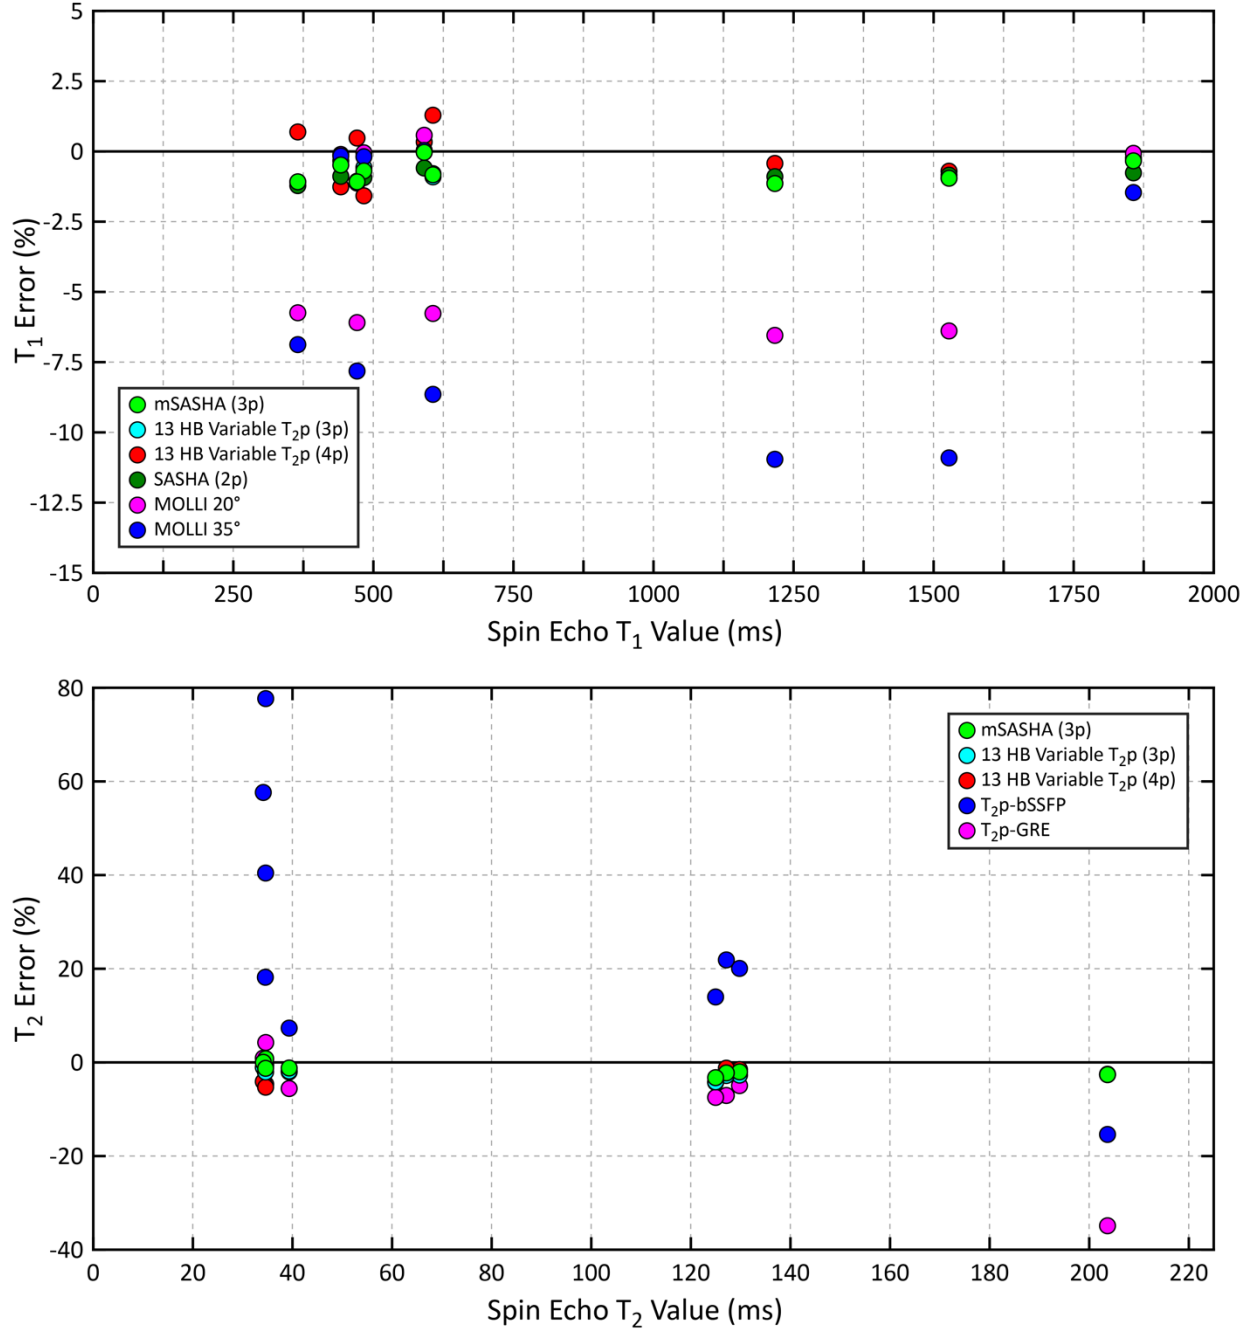 5
2.5
0
-2.5
-5
-7.5
-10
-12.5
-15
T₁ Error (%)
mSASHA (3p)
13 HB Variable T₂p (3p)
13 HB Variable T₂p (4p)
SASHA (2p)
MOLLI 20°
MOLLI 35°
0 250 500 750 1000 1250 1500 1750 2000
Spin Echo T₁ Value (ms)
80
60
40
20
0
-20
-40
T₂ Error (%)
mSASHA (3p)
13 HB Variable T₂p (3p)
13 HB Variable T₂p (4p)
T₂p-bSSFP
T₂p-GRE
0 20 40 60 80 100 120 140 160 180 200 220
Spin Echo T₂ Value (ms)